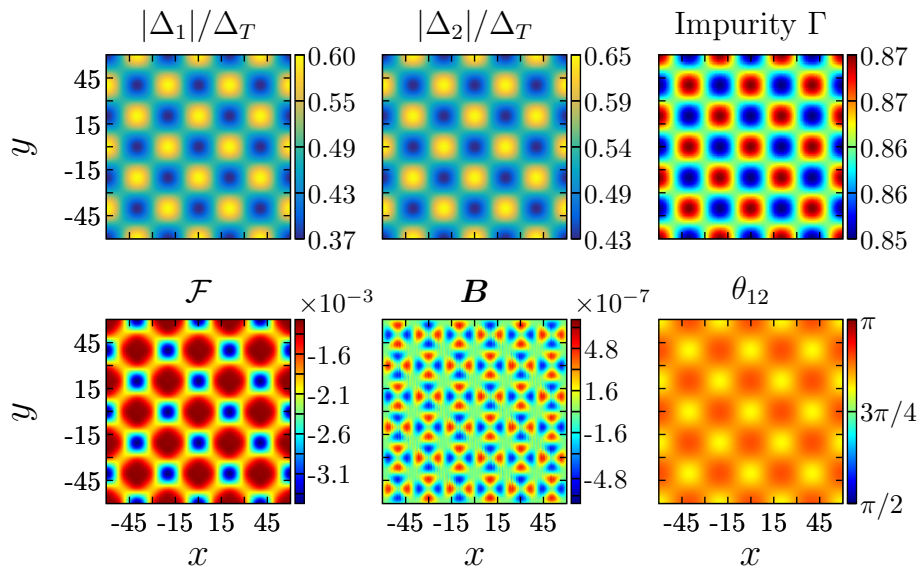 |Δ₁|/Δ_T |Δ₂|/Δ_T Impurity Γ
0.60 0.65 0.87
45 0.55 0.59 0.87
15 0.49 0.54 0.86
y
-15 0.43 0.49 0.86
-45 0.37 0.43 0.85
𝓕 𝑩 θ₁₂
×10⁻³ ×10⁻⁷ π
45 -1.6 4.8
15 -2.1 1.6
y
3π/4
-15 -2.6 -1.6
-45 -3.1 -4.8
π/2
-45 -15 15 45 -45 -15 15 45 -45 -15 15 45
x x x